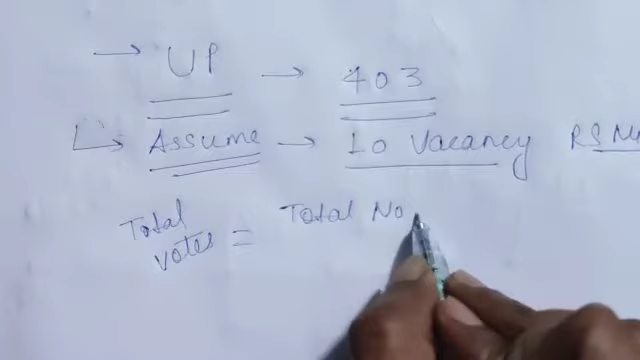 → UP → 403
↳ Assume → 10 Vacancy RS
Total votes = Total No